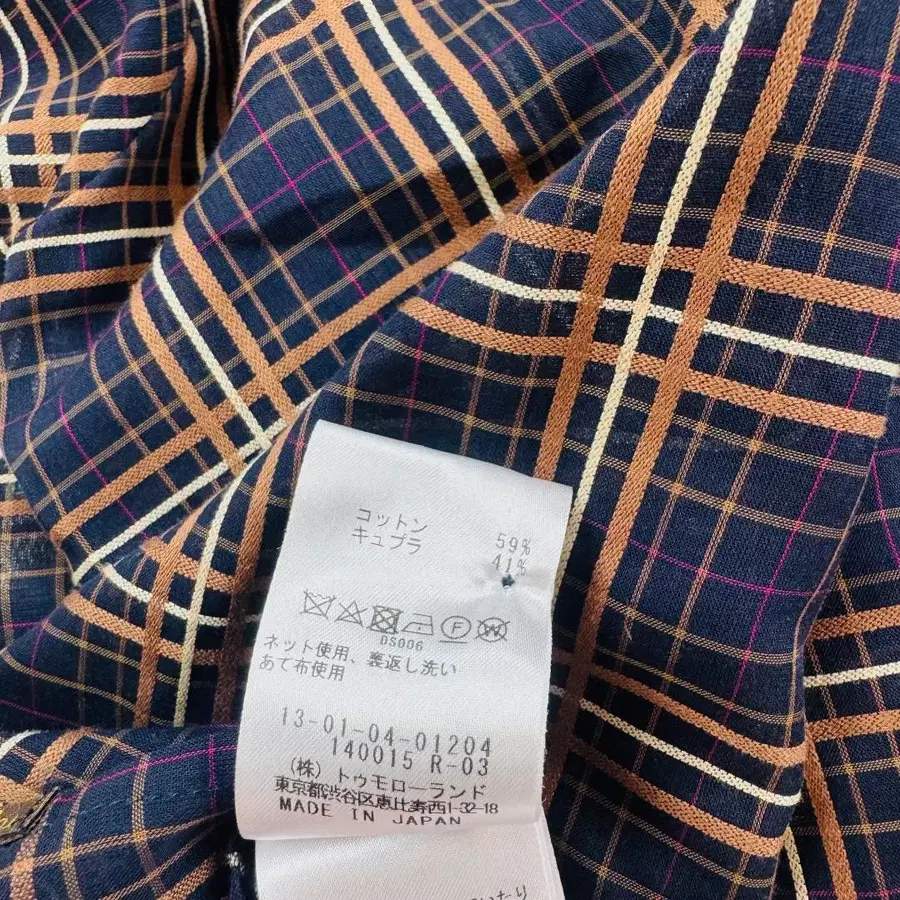 コットン 59%
キュプラ 41%
DS006
ネット使用、裏返し洗い
あて布使用
13-01-04-01204
140015 R-03
(株) トゥモローランド
東京都渋谷区恵比寿西1-32-18
MADE IN JAPAN